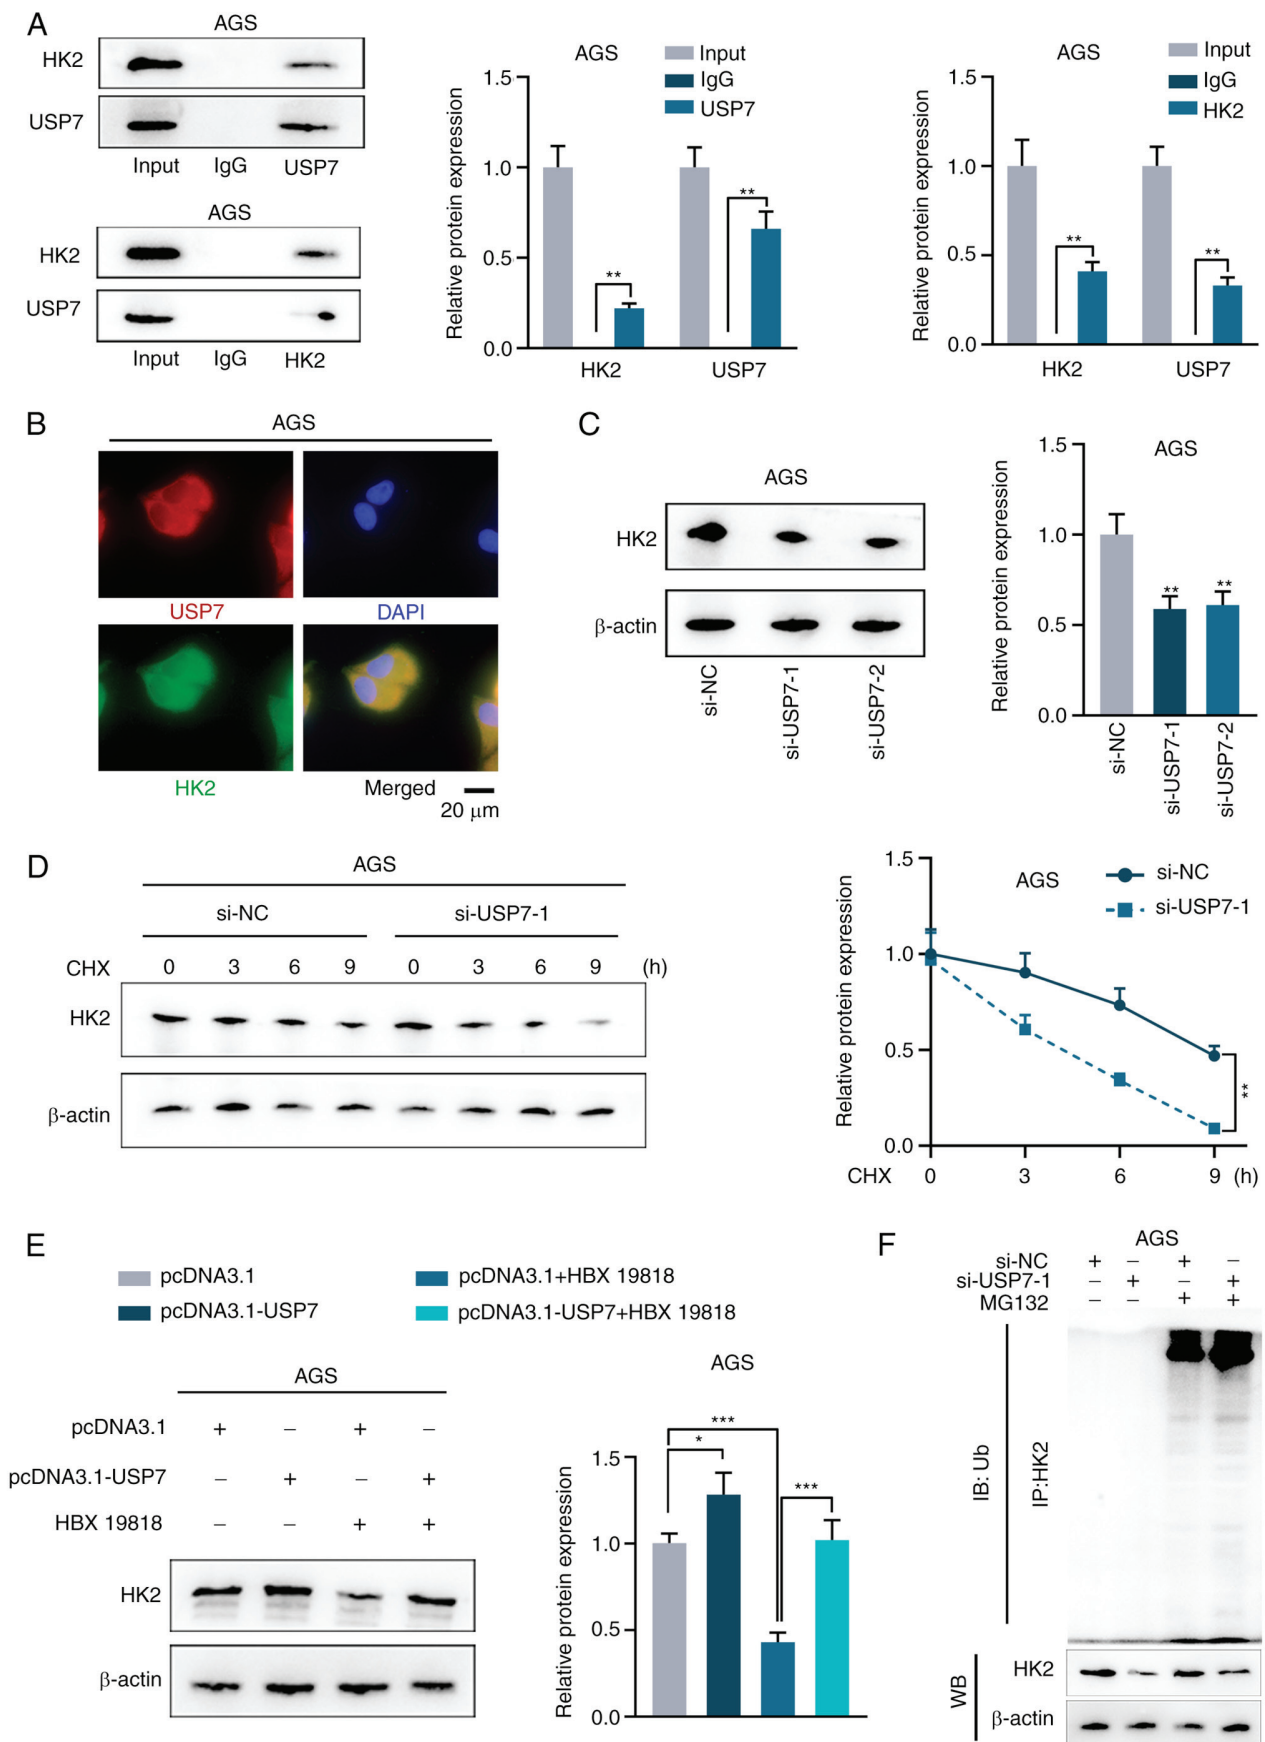 A
AGS
HK2
USP7
Input IgG USP7
AGS
HK2
USP7
Input IgG HK2
AGS
Input
IgG
USP7
Relative protein expression
1.5
1.0
0.5
0.0
**
**
HK2 USP7
AGS
Input
IgG
HK2
Relative protein expression
1.5
1.0
0.5
0.0
**
**
HK2 USP7
B
AGS
USP7 DAPI
HK2 Merged
20 μm
C
AGS
HK2
β-actin
si-NC si-USP7-1 si-USP7-2
AGS
Relative protein expression
1.5
1.0
0.5
0.0
** **
si-NC si-USP7-1 si-USP7-2
D
AGS
si-NC si-USP7-1
CHX 0 3 6 9 0 3 6 9 (h)
HK2
β-actin
AGS
si-NC
si-USP7-1
Relative protein expression
1.5
1.0
0.5
0.0
**
CHX 0 3 6 9 (h)
E
pcDNA3.1 pcDNA3.1+HBX 19818
pcDNA3.1-USP7 pcDNA3.1-USP7+HBX 19818
AGS
pcDNA3.1 + − + −
pcDNA3.1-USP7 − + − +
HBX 19818 − − + +
HK2
β-actin
AGS
Relative protein expression
1.5
1.0
0.5
0.0
***
*
***
F
AGS
si-NC + − + −
si-USP7-1 − + − +
MG132 − − + +
IB: Ub
IP:HK2
WB
HK2
β-actin